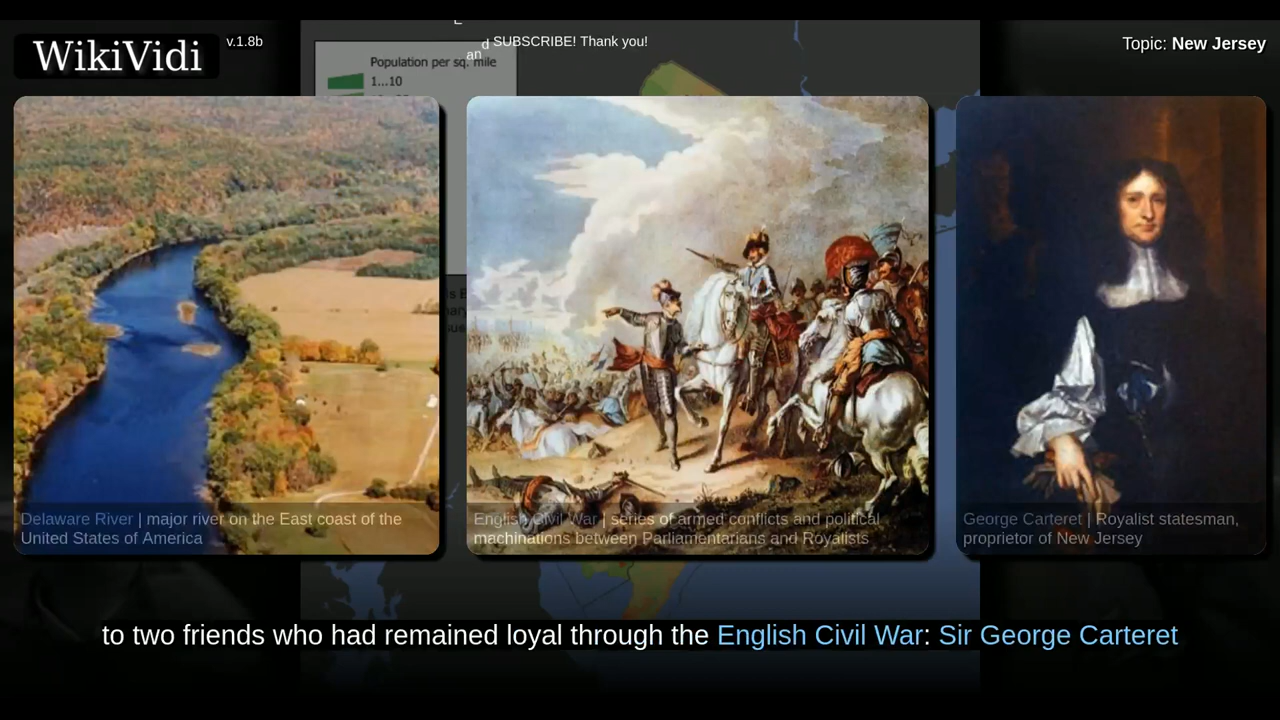 WikiVidi
v.1.8b
SUBSCRIBE! Thank you!
and
Topic: New Jersey
Population per sq. mile
1...10
Delaware River | major river on the East coast of the
United States of America
English Civil War | series of armed conflicts and political
machinations between Parliamentarians and Royalists
George Carteret | Royalist statesman,
proprietor of New Jersey
to two friends who had remained loyal through the English Civil War: Sir George Carteret